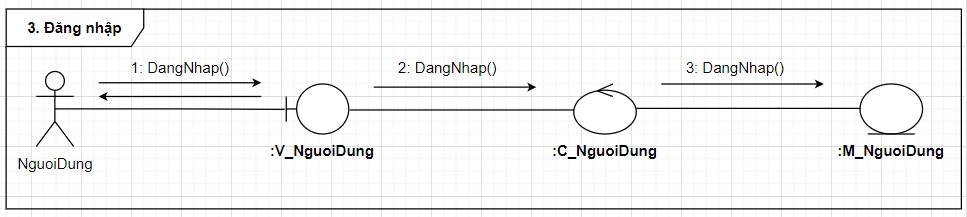 3. Đăng nhập
1: DangNhap()
2: DangNhap()
3: DangNhap()
NguoiDung
:V_NguoiDung
:C_NguoiDung
:M_NguoiDung